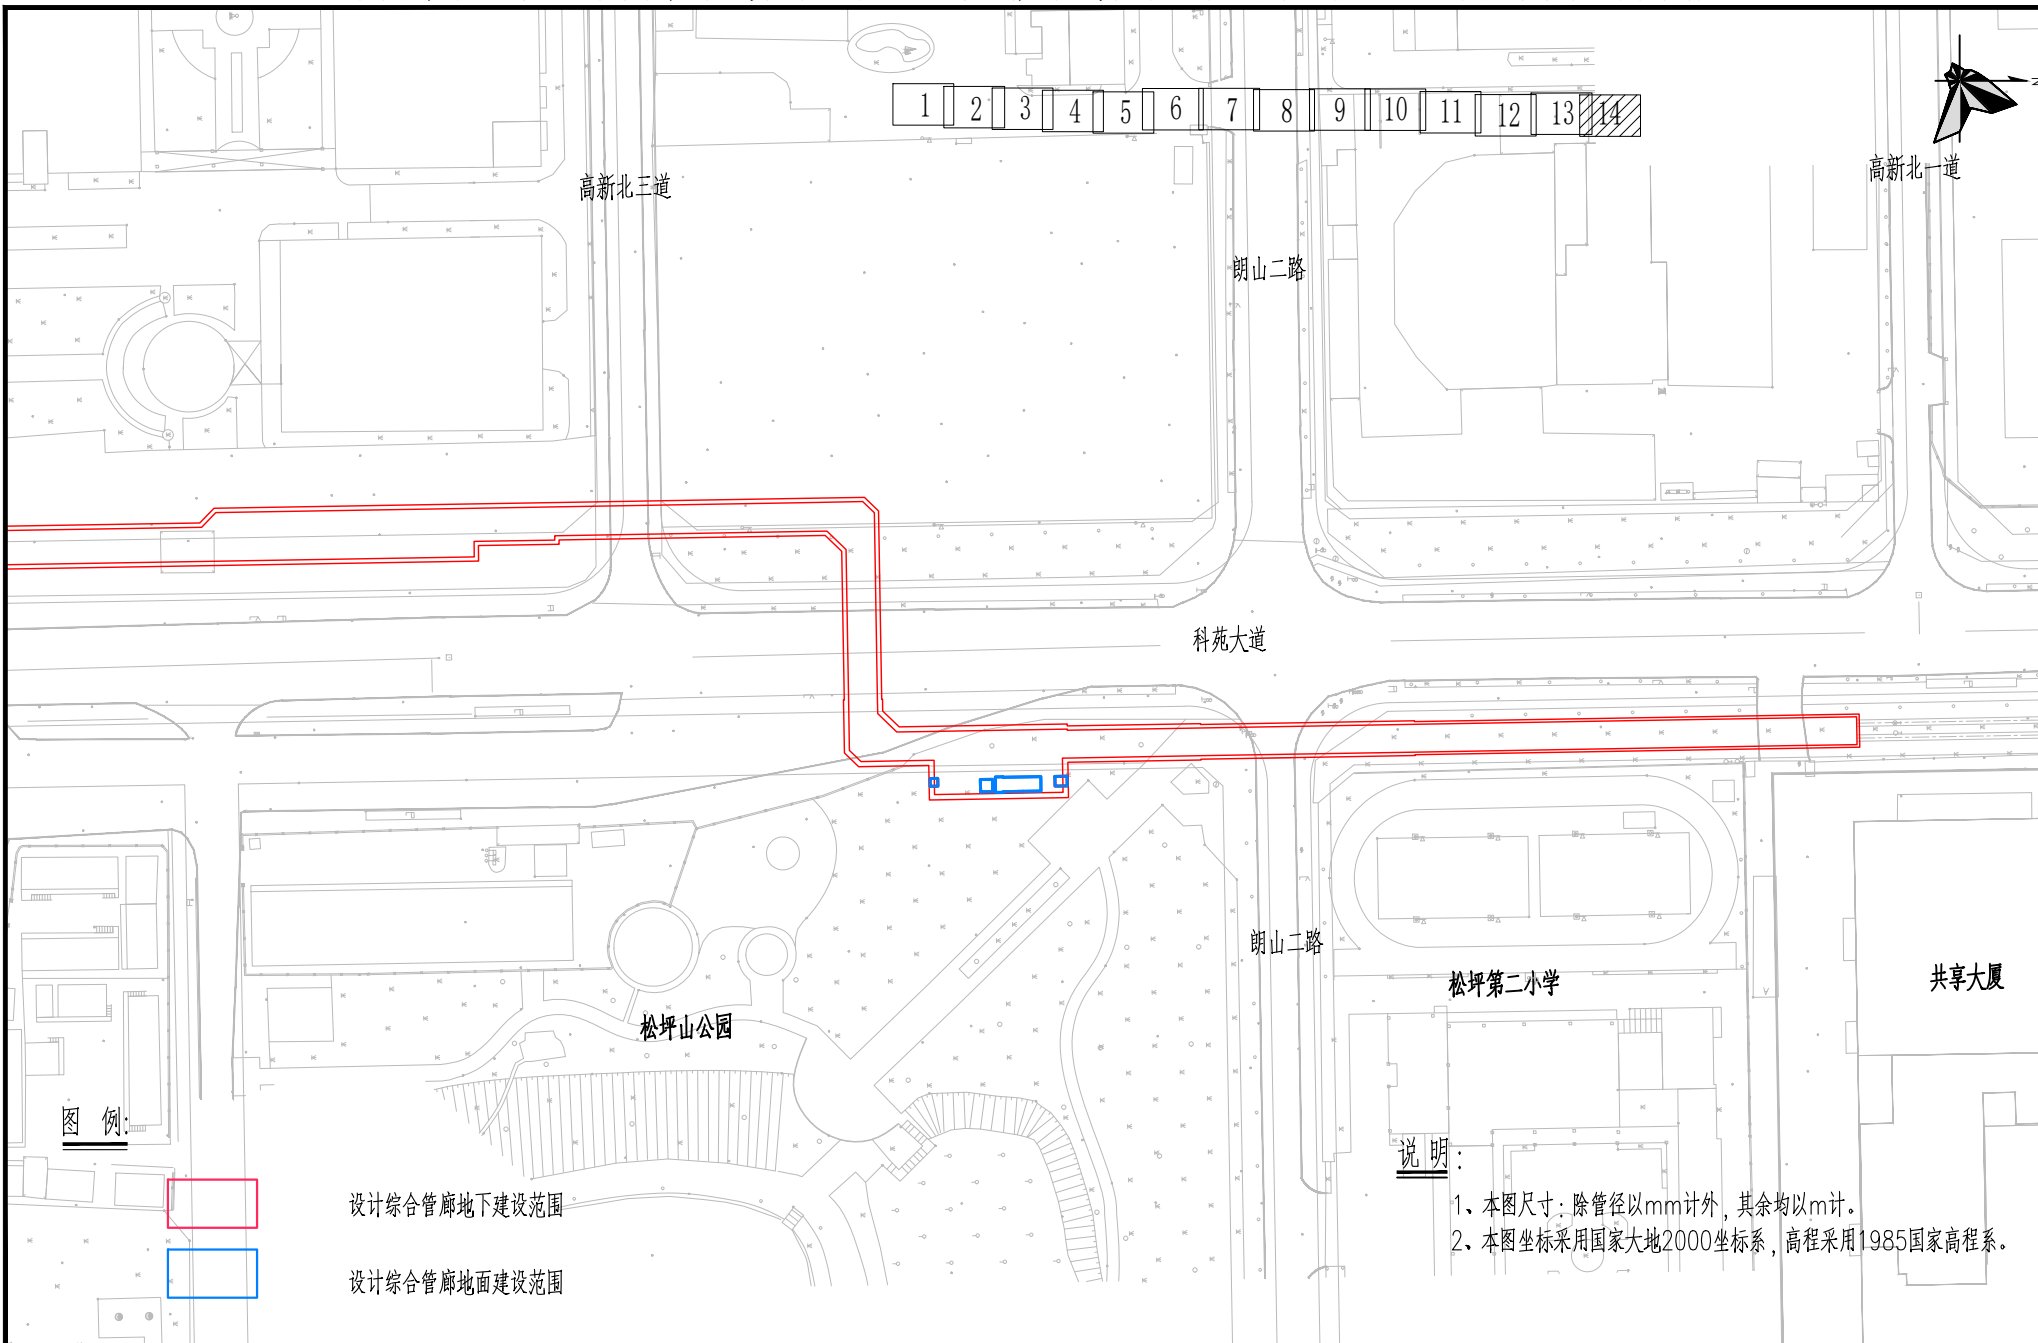 1 2 3 4 5 6 7 8 9 10 11 12 13 14
高新北三道
高新北一道
朗山二路
科苑大道
朗山二路
松坪第二小学
共享大厦
松坪山公园
图 例:
设计综合管廊地下建设范围
设计综合管廊地面建设范围
说 明:
1、本图尺寸:除管径以mm计外,其余均以m计。
2、本图坐标采用国家大地2000坐标系,高程采用1985国家高程系。